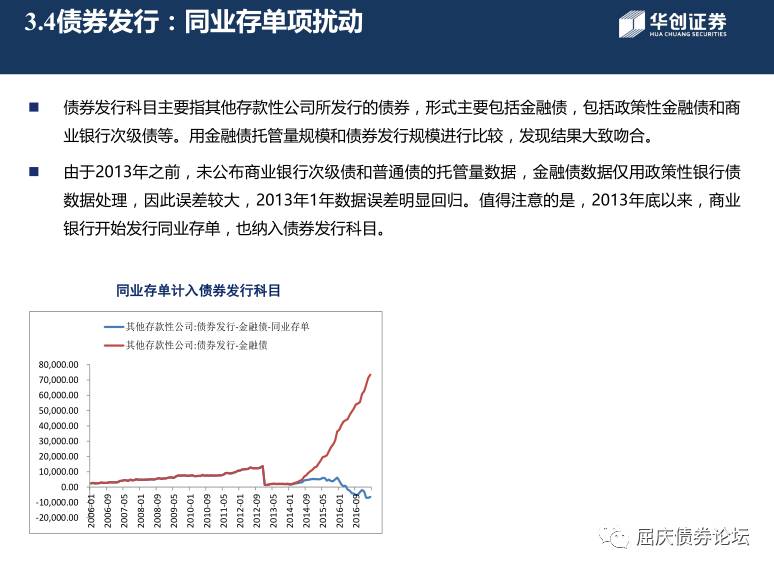 3.4债券发行：同业存单项扰动
华创证券
HUA CHUANG SECURITIES
债券发行科目主要指其他存款性公司所发行的债券，形式主要包括金融债，包括政策性金融债和商
业银行次级债等。用金融债托管量规模和债券发行规模进行比较，发现结果大致吻合。
由于2013年之前，未公布商业银行次级债和普通债的托管量数据，金融债数据仅用政策性银行债
数据处理，因此误差较大，2013年1年数据误差明显回归。值得注意的是，2013年底以来，商业
银行开始发行同业存单，也纳入债券发行科目。
同业存单计入债券发行科目
其他存款性公司:债券发行-金融债-同业存单
其他存款性公司:债券发行-金融债
80,000.00
70,000.00
60,000.00
50,000.00
40,000.00
30,000.00
20,000.00
10,000.00
0.00
-10,000.00
-20,000.00
2006-01
2006-09
2007-05
2008-01
2008-09
2009-05
2010-01
2010-09
2011-05
2012-01
2012-09
2013-05
2014-01
2014-09
2015-05
2016-01
2016-09
屈庆债券论坛